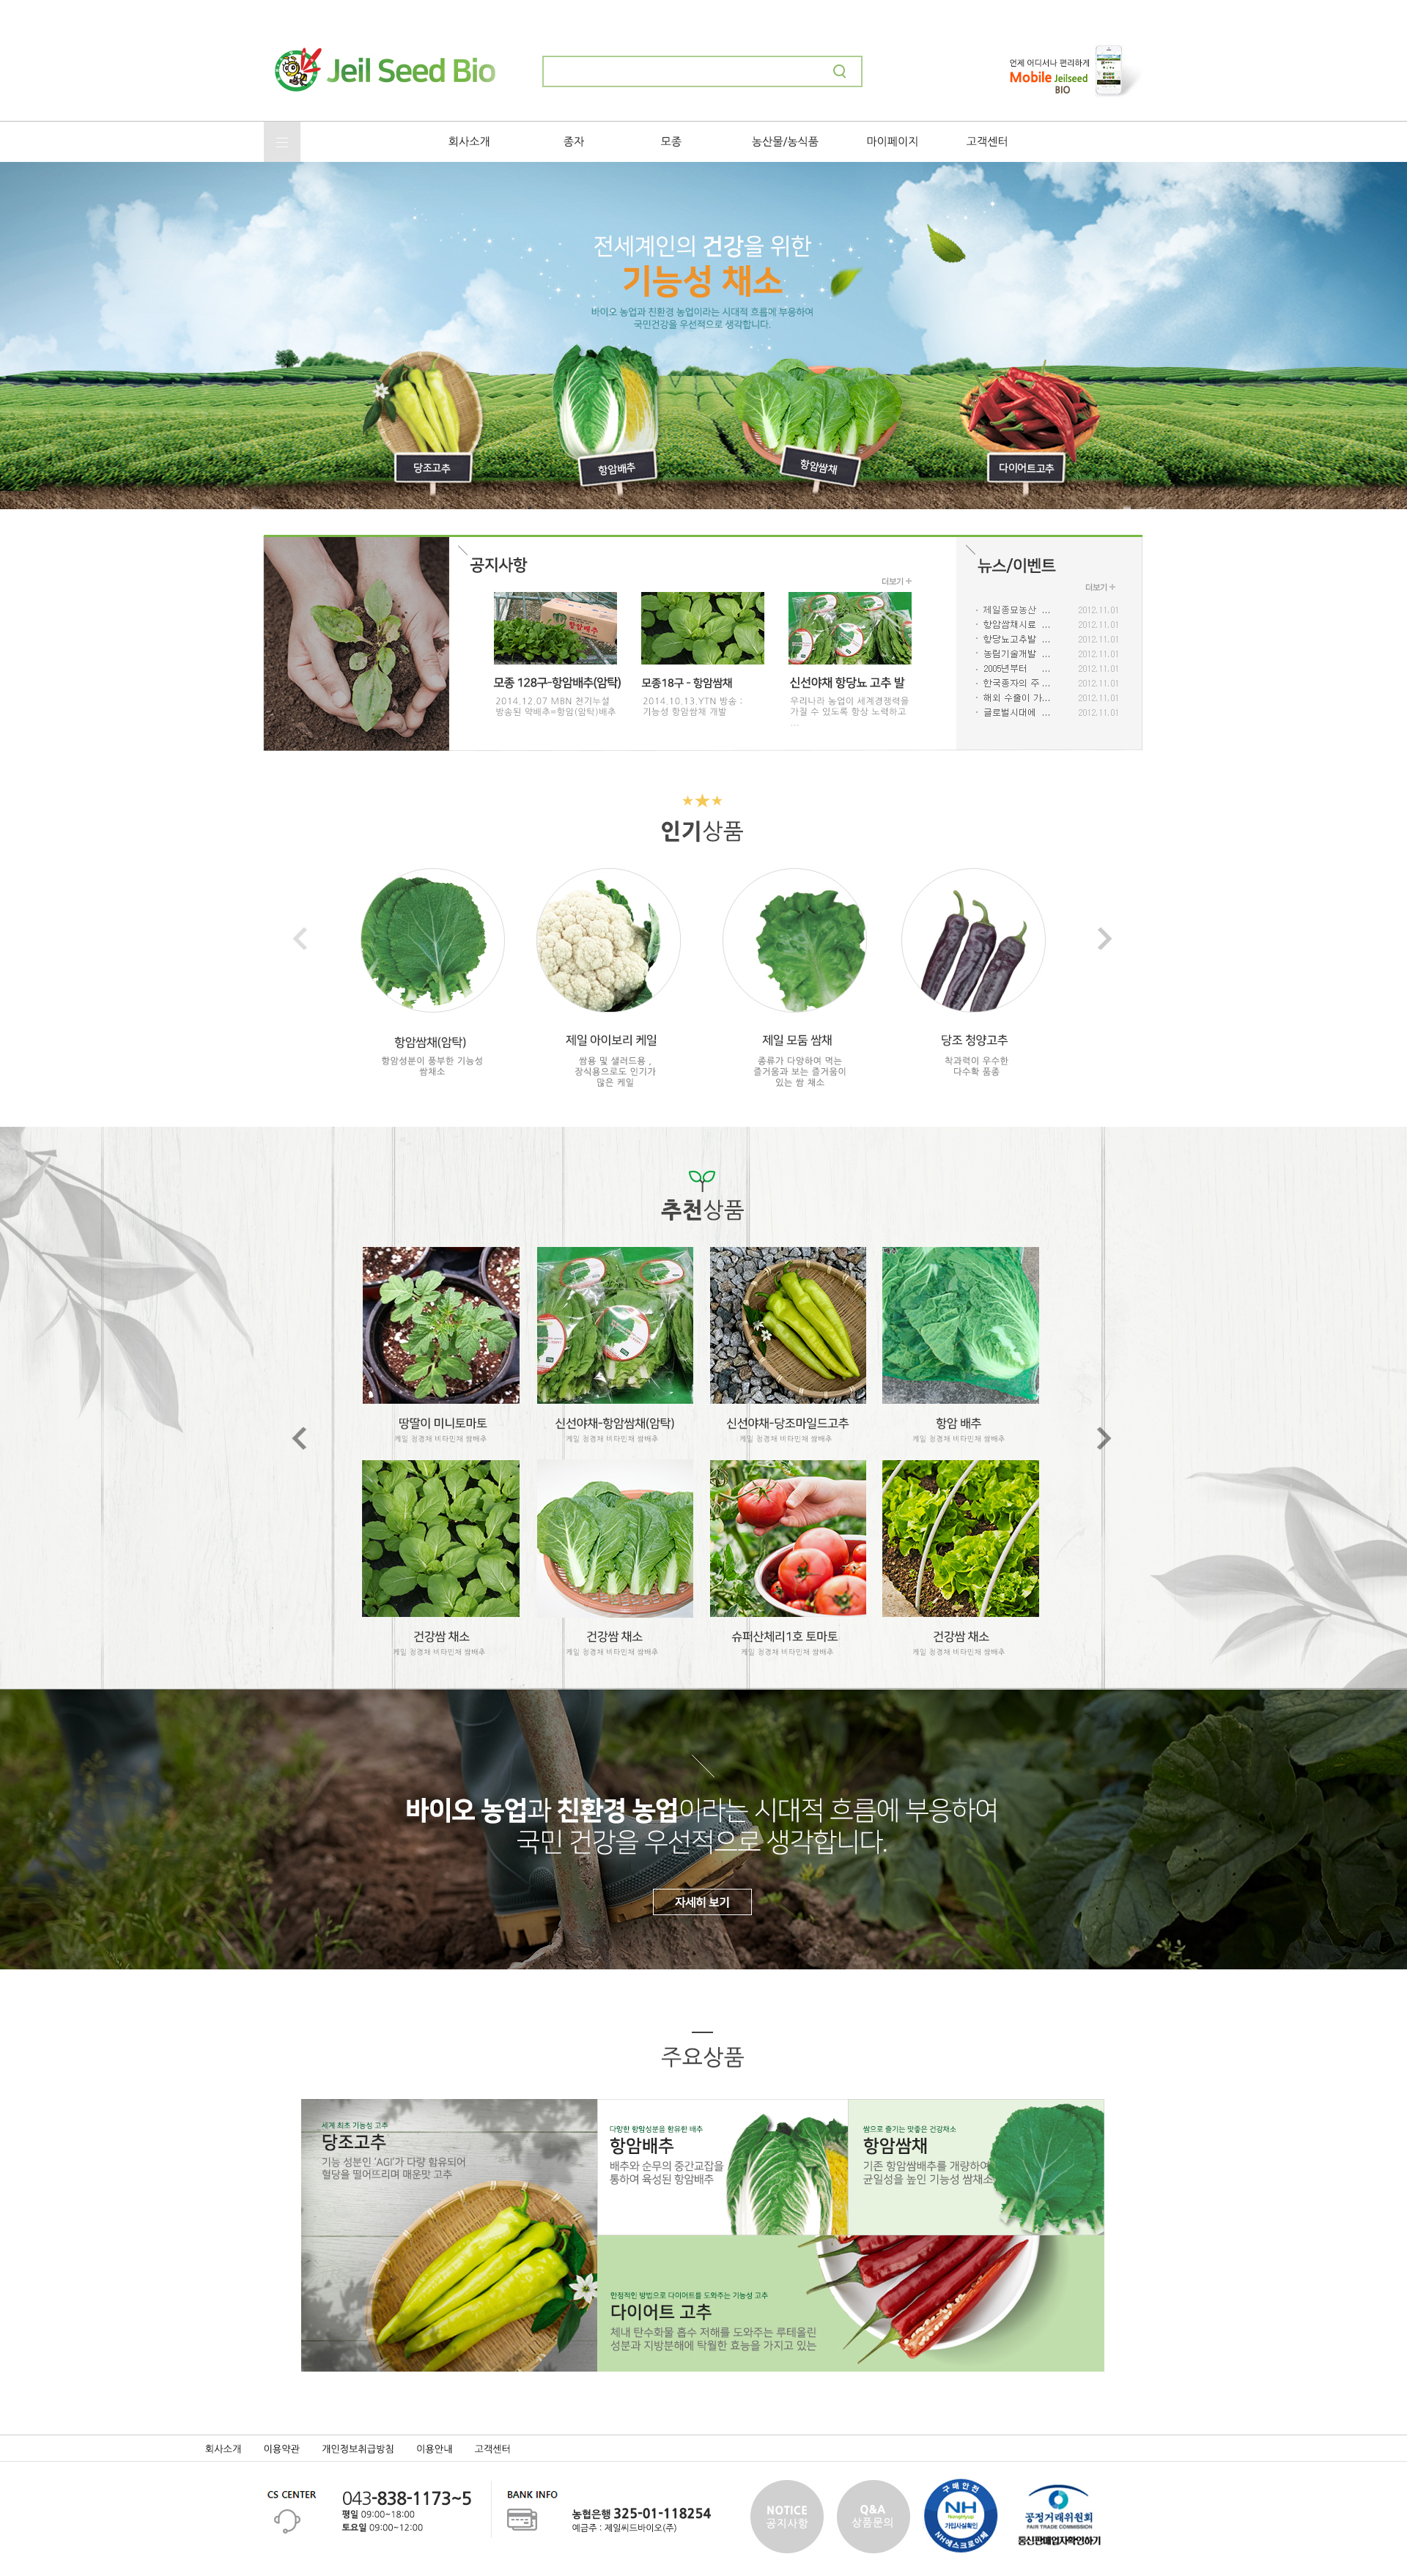 Jeil Seed Bio
언제 어디서나 편리하게
Mobile Jeilseed
BIO
회사소개
종자
모종
농산물/농식품
마이페이지
고객센터
전세계인의 건강을 위한
기능성 채소
바이오 농업과 친환경 농업이라는 시대적 흐름에 부응하여
국민건강을 우선적으로 생각합니다.
당조고추
항암배추
항암쌈채
다이어트고추
공지사항
더보기 +
항암배추
모종 128구-항암배추(암탁)
2014.12.07 MBN 천기누설
방송된 약배추=항암(암탁)배추
모종18구 - 항암쌈채
2014.10.13.YTN 방송 :
기능성 항암쌈채 개발
신선야채 항당뇨 고추 발
우리나라 농업이 세계경쟁력을
가질 수 있도록 항상 노력하고
...
뉴스/이벤트
더보기 +
· 제일종묘농산 ... 2012.11.01
· 항암쌈채시료 ... 2012.11.01
· 항당뇨고추발 ... 2012.11.01
· 농림기술개발 ... 2012.11.01
· 2005년부터 ... 2012.11.01
· 한국종자의 주 ... 2012.11.01
· 해외 수출이 가... 2012.11.01
· 글로벌시대에 ... 2012.11.01
인기상품
항암쌈채(암탁)
항암성분이 풍부한 기능성
쌈채소
제일 아이보리 케일
쌈용 및 샐러드용 ,
장식용으로도 인기가
많은 케일
제일 모둠 쌈채
종류가 다양하여 먹는
즐거움과 보는 즐거움이
있는 쌈 채소
당조 청양고추
착과력이 우수한
다수확 품종
추천상품
땅딸이 미니토마토
케일 청경채 비타민채 쌈배추
신선야채-항암쌈채(암탁)
케일 청경채 비타민채 쌈배추
신선야채-당조마일드고추
케일 청경채 비타민채 쌈배추
항암 배추
케일 청경채 비타민채 쌈배추
건강쌈 채소
케일 청경채 비타민채 쌈배추
건강쌈 채소
케일 청경채 비타민채 쌈배추
슈퍼산체리1호 토마토
케일 청경채 비타민채 쌈배추
건강쌈 채소
케일 청경채 비타민채 쌈배추
바이오 농업과 친환경 농업이라는 시대적 흐름에 부응하여
국민 건강을 우선적으로 생각합니다.
자세히 보기
주요상품
세계 최초 기능성 고추
당조고추
기능 성분인 'AGI'가 다량 함유되어
혈당을 떨어뜨리며 매운맛 고추
다양한 항암성분을 함유한 배추
항암배추
배추와 순무의 중간교잡을
통하여 육성된 항암배추
쌈으로 즐기는 맛좋은 건강채소
항암쌈채
기존 항암쌈배추를 개량하여
균일성을 높인 기능성 쌈채소
안정적인 방법으로 다이어트를 도와주는 기능성 고추
다이어트 고추
체내 탄수화물 흡수 저해를 도와주는 루테올린
성분과 지방분해에 탁월한 효능을 가지고 있는
회사소개
이용약관
개인정보취급방침
이용안내
고객센터
CS CENTER
043-838-1173~5
평일 09:00~18:00
토요일 09:00~12:00
BANK INFO
농협은행 325-01-118254
예금주 : 제일씨드바이오(주)
NOTICE
공지사항
Q&A
상품문의
구매안전
NH
NongHyup
가입사실확인
NH에스크로이체
공정거래위원회
FAIR TRADE COMMISSION
통신판매업자확인하기